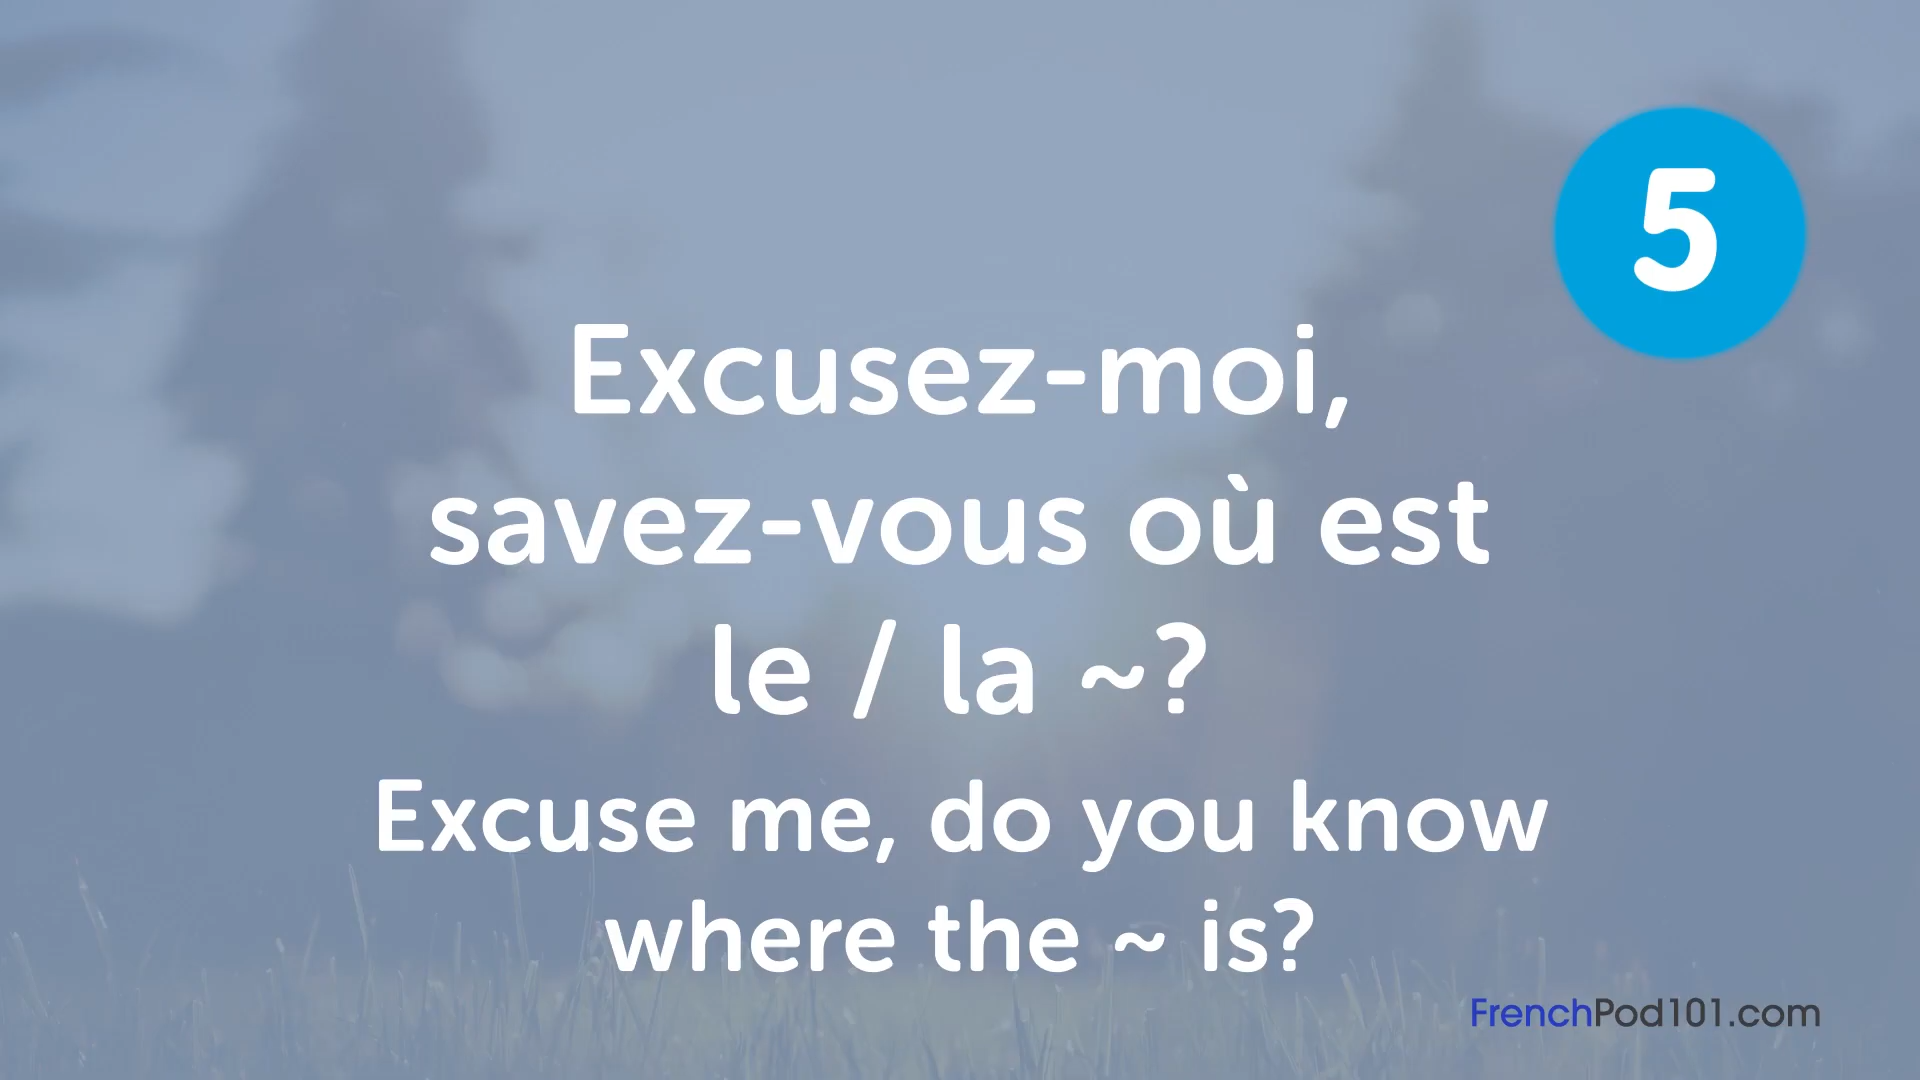 5
Excusez-moi,
savez-vous où est
le / la ~?
Excuse me, do you know
where the ~ is?
FrenchPod101.com